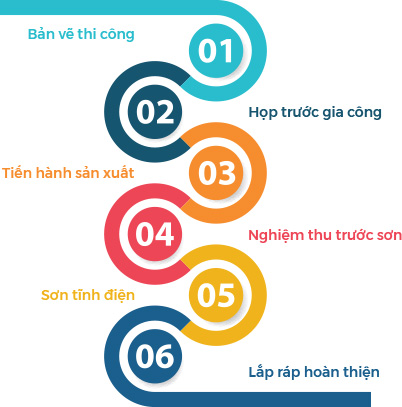 Bản vẽ thi công
01
02
Họp trước gia công
Tiến hành sản xuất
03
04
Nghiệm thu trước sơn
Sơn tĩnh điện
05
06
Lắp ráp hoàn thiện